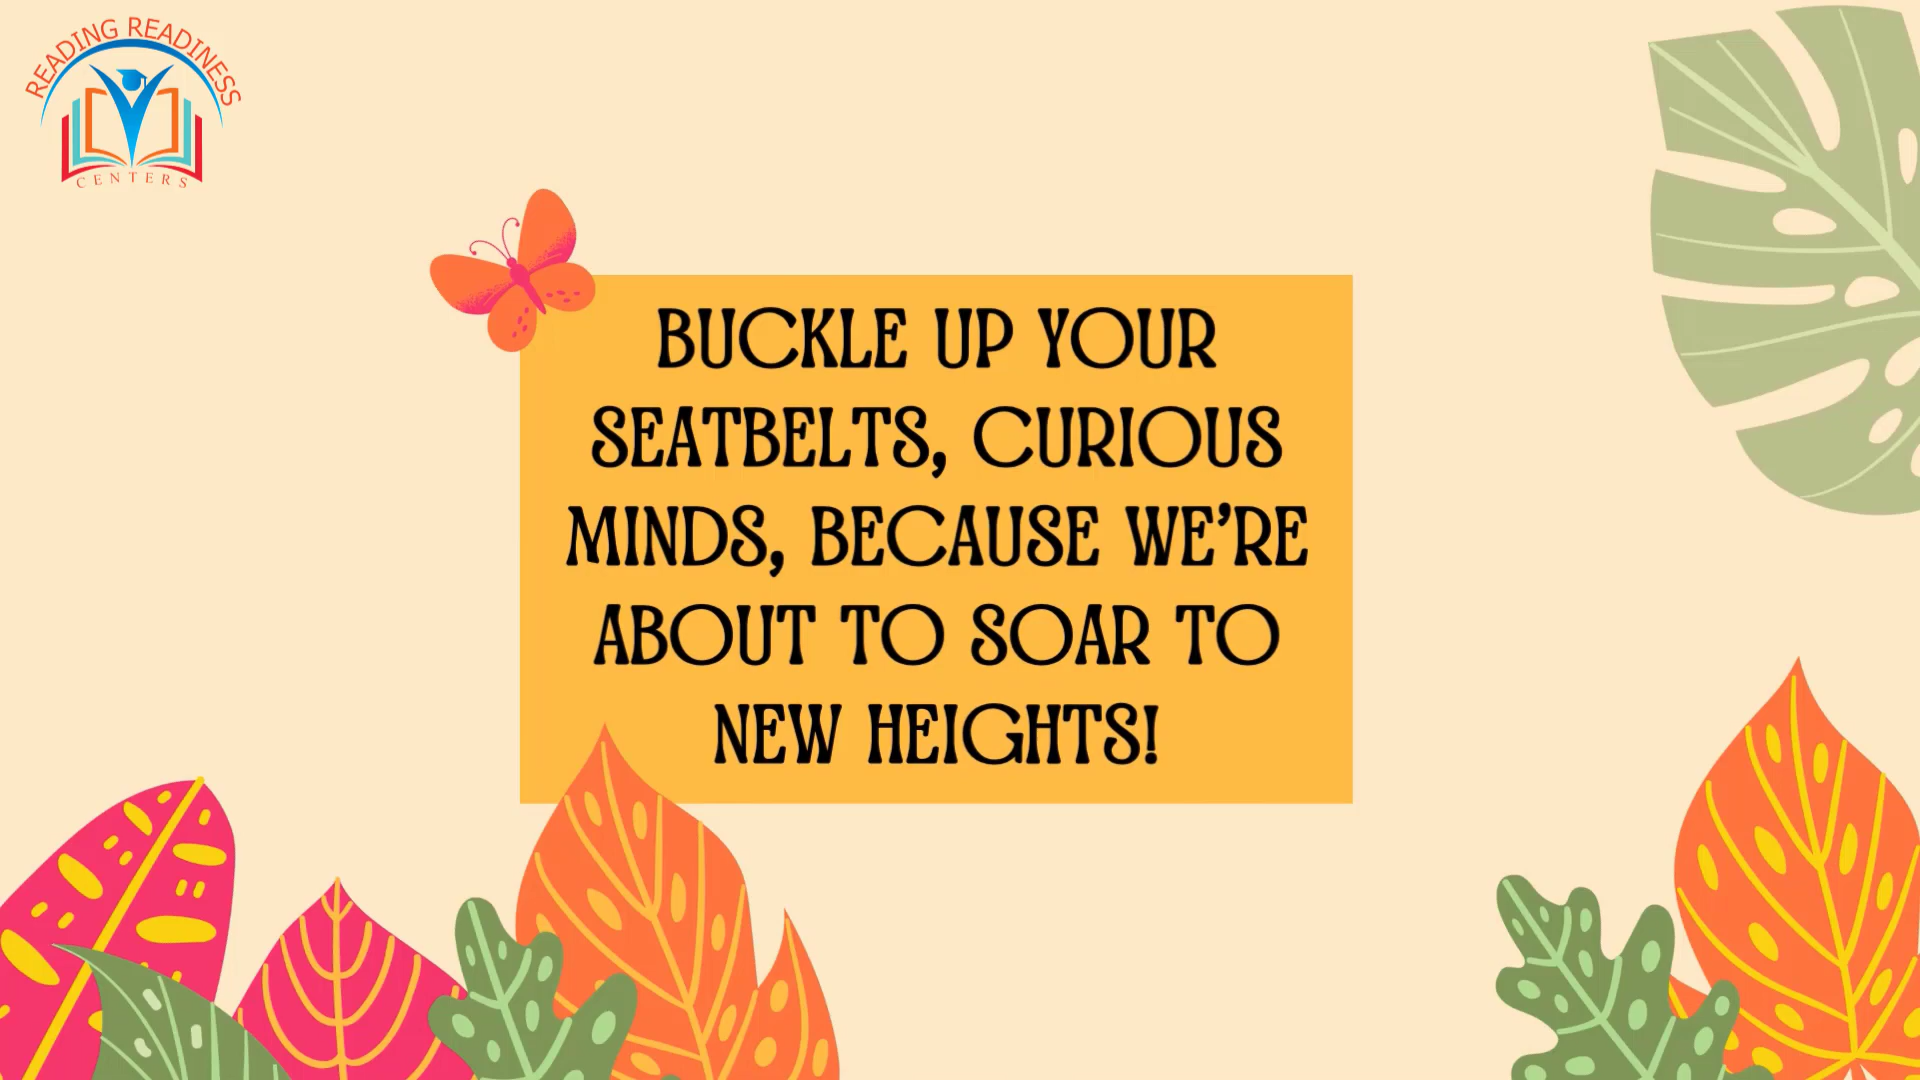 READING READINESS
CENTERS
BUCKLE UP YOUR
SEATBELTS, CURIOUS
MINDS, BECAUSE WE’RE
ABOUT TO SOAR TO
NEW HEIGHTS!